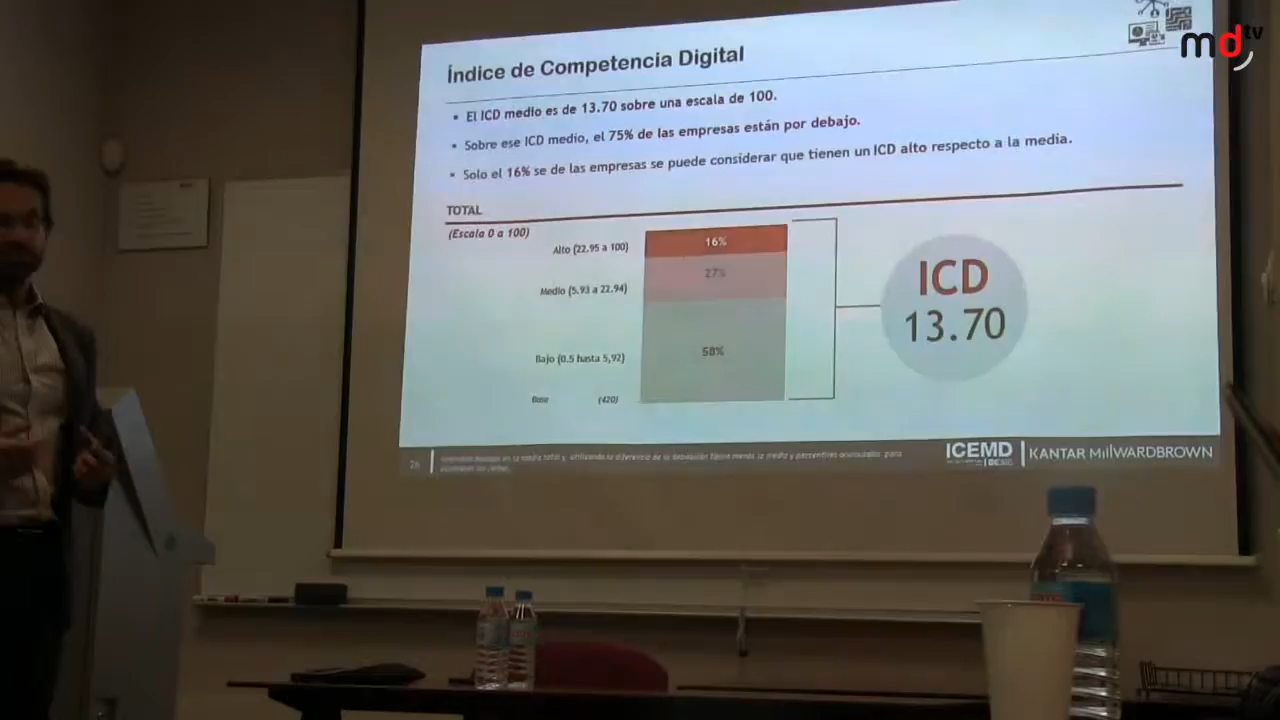 md tv
Índice de Competencia Digital
▪ El ICD medio es de 13.70 sobre una escala de 100.
▪ Sobre ese ICD medio, el 75% de las empresas están por debajo.
▪ Solo el 16% se de las empresas se puede considerar que tienen un ICD alto respecto a la media.
TOTAL
(Escala 0 a 100)
Alto (22.95 a 100) 16%
Medio (5.93 a 22.94) 27%
Bajo (0.5 hasta 5,92) 58%
Base (420)
ICD
13.70
ICEMD | KANTAR MillWARDBROWN